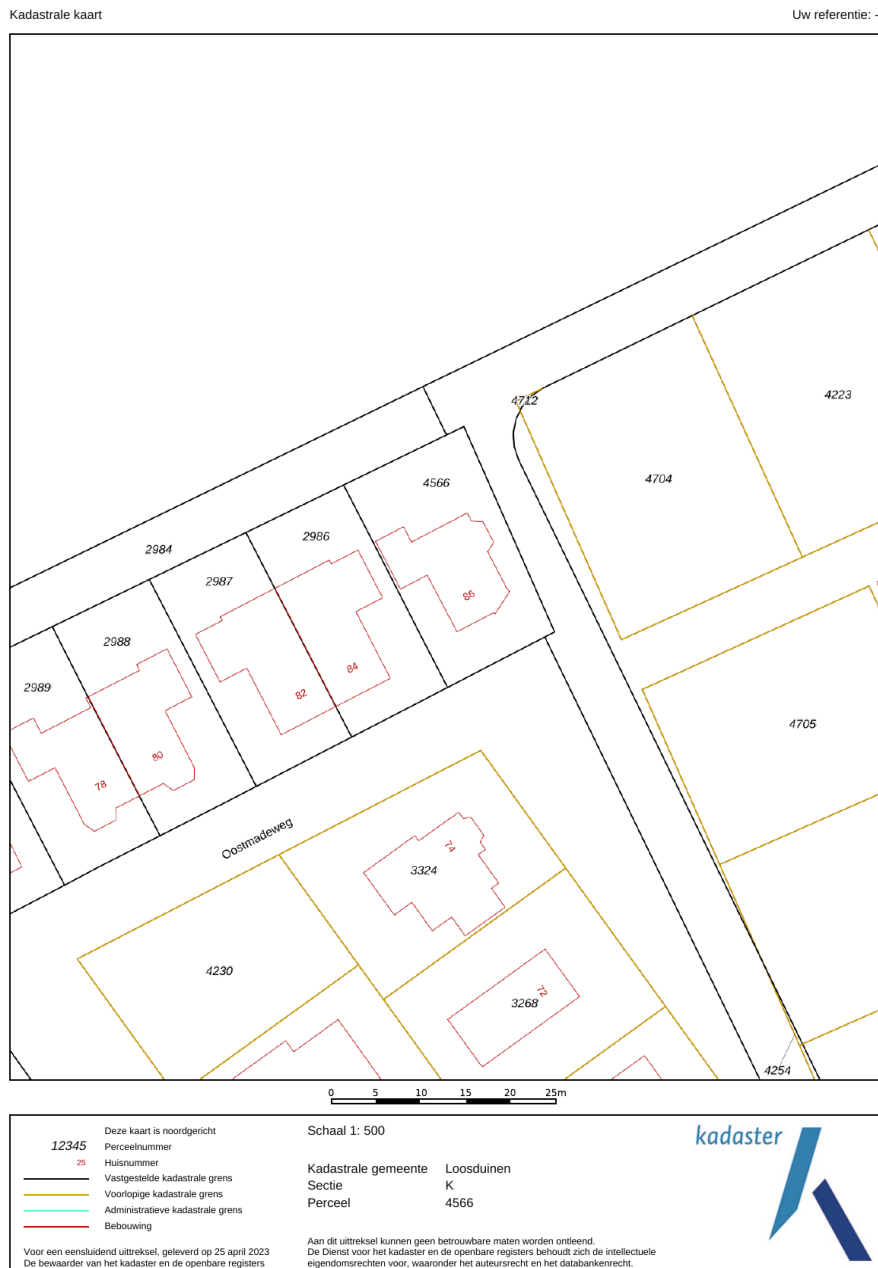 Kadastrale kaart
Uw referentie: -
4712
4223
4704
4566
2984
2986
2987
86
2988
2989
84
82
4705
80
78
Oostmadeweg
74
3324
4230
72
3268
4254
0 5 10 15 20 25m
Deze kaart is noordgericht
12345 Perceelnummer
25 Huisnummer
Vastgestelde kadastrale grens
Voorlopige kadastrale grens
Administratieve kadastrale grens
Bebouwing
Voor een eensluidend uittreksel, geleverd op 25 april 2023
De bewaarder van het kadaster en de openbare registers
Schaal 1: 500
Kadastrale gemeente Loosduinen
Sectie K
Perceel 4566
Aan dit uittreksel kunnen geen betrouwbare maten worden ontleend.
De Dienst voor het kadaster en de openbare registers behoudt zich de intellectuele
eigendomsrechten voor, waaronder het auteursrecht en het databankenrecht.
kadaster